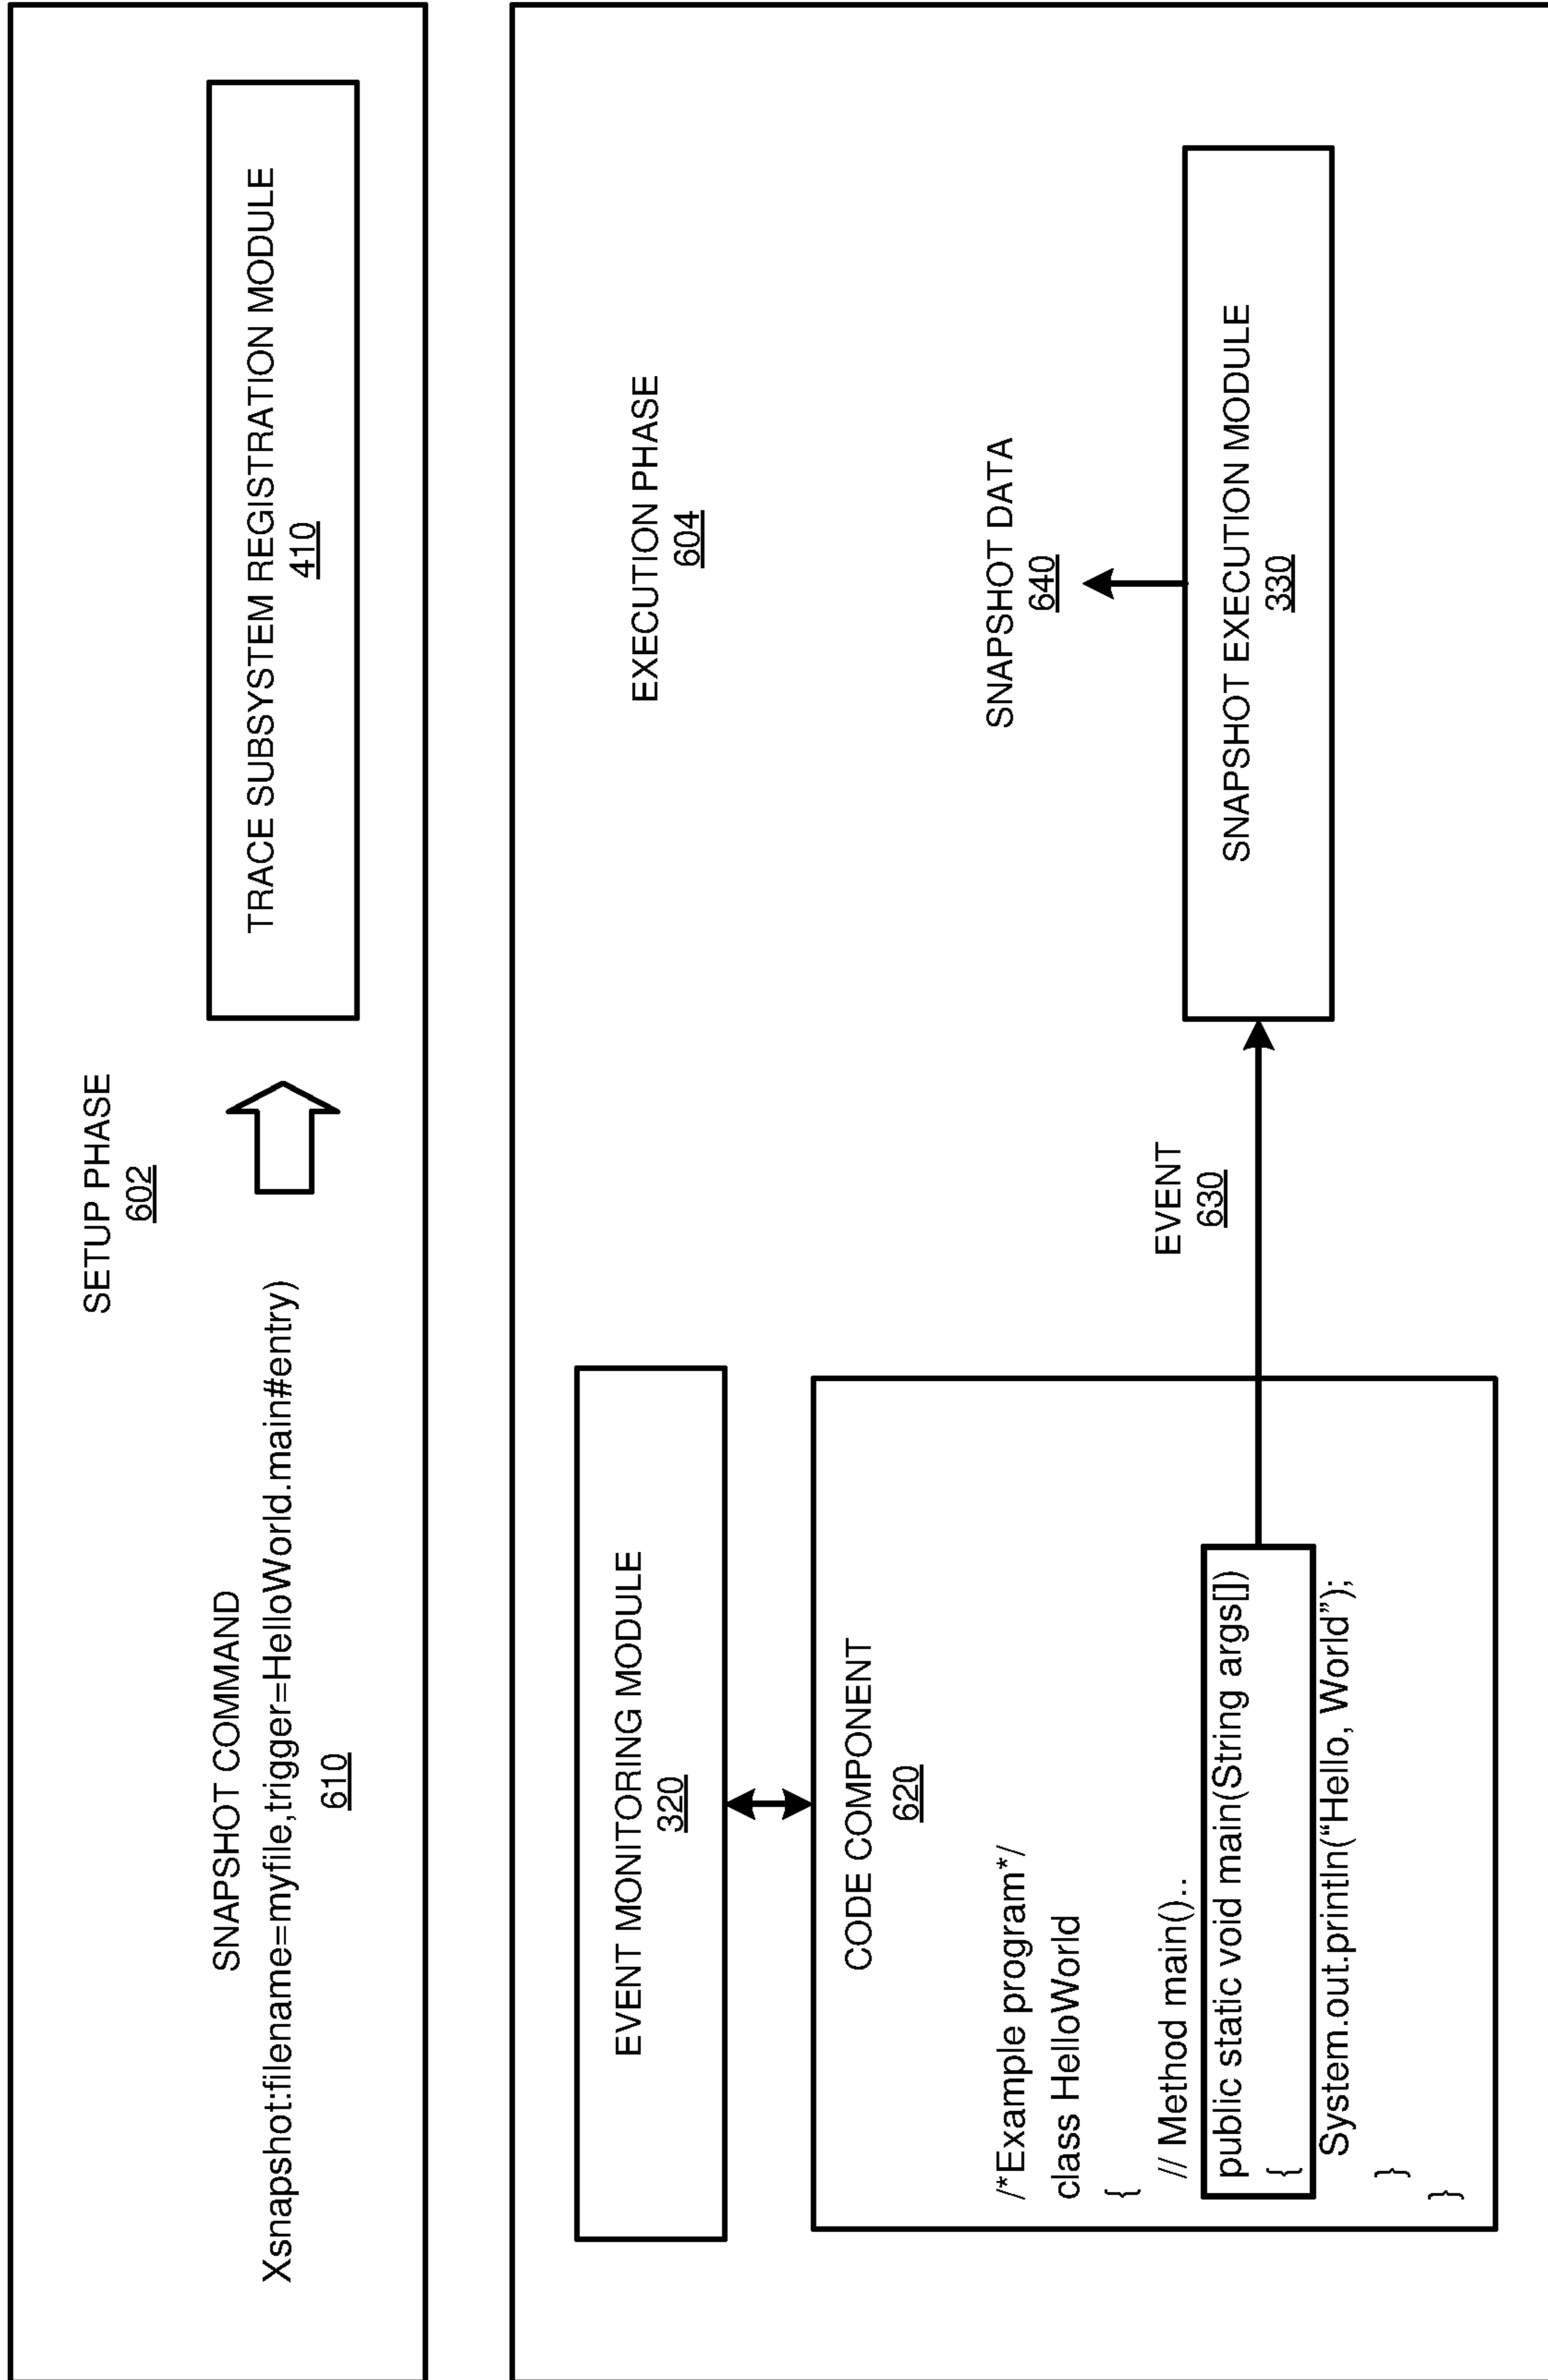 SETUP PHASE
602
SNAPSHOT COMMAND
Xsnapshot:filename=myfile,trigger=HelloWorld.main#entry)
610
TRACE SUBSYSTEM REGISTRATION MODULE
410
EXECUTION PHASE
604
EVENT MONITORING MODULE
320
CODE COMPONENT
620
/*Example program*/
class HelloWorld
{
// Method main()..
public static void main(String args[])
{
System.out.println(“Hello, World”);
}
}
EVENT
630
SNAPSHOT DATA
640
SNAPSHOT EXECUTION MODULE
330